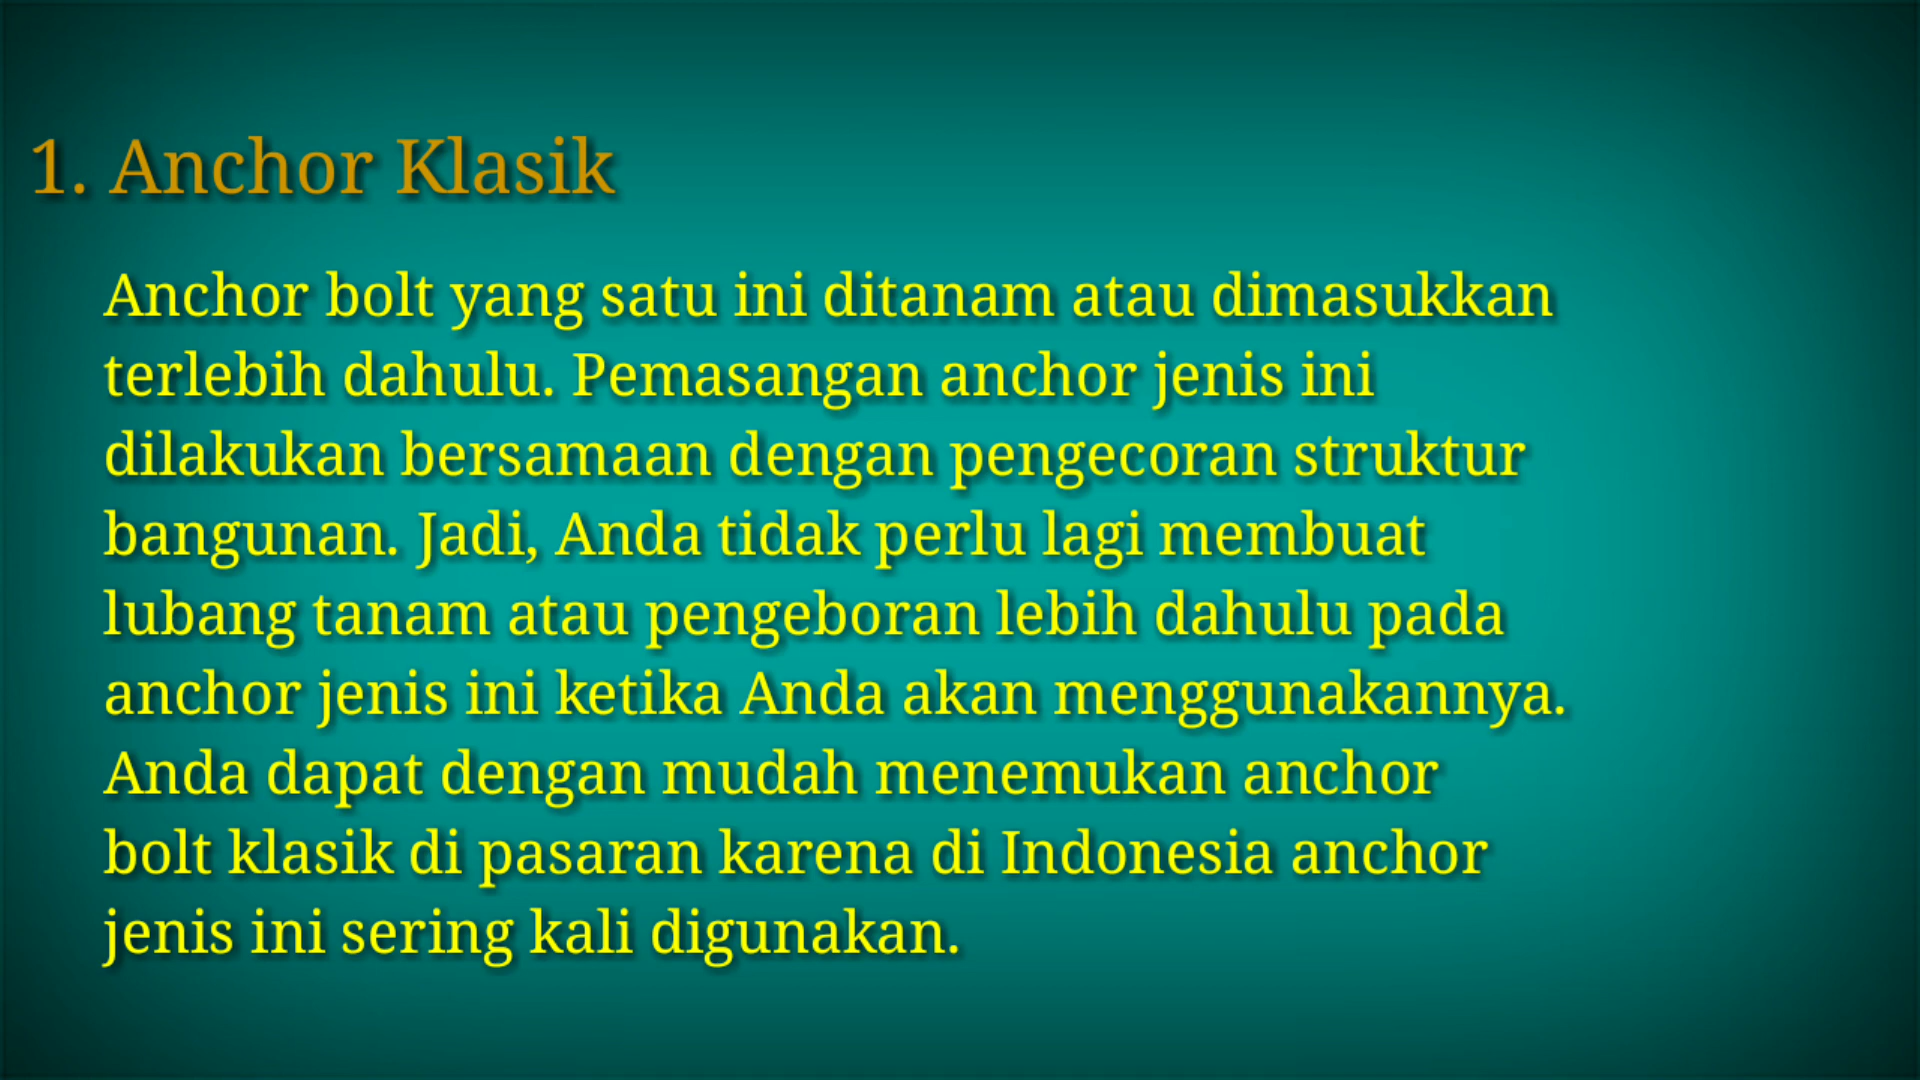 1. Anchor Klasik
Anchor bolt yang satu ini ditanam atau dimasukkan
terlebih dahulu. Pemasangan anchor jenis ini
dilakukan bersamaan dengan pengecoran struktur
bangunan. Jadi, Anda tidak perlu lagi membuat
lubang tanam atau pengeboran lebih dahulu pada
anchor jenis ini ketika Anda akan menggunakannya.
Anda dapat dengan mudah menemukan anchor
bolt klasik di pasaran karena di Indonesia anchor
jenis ini sering kali digunakan.